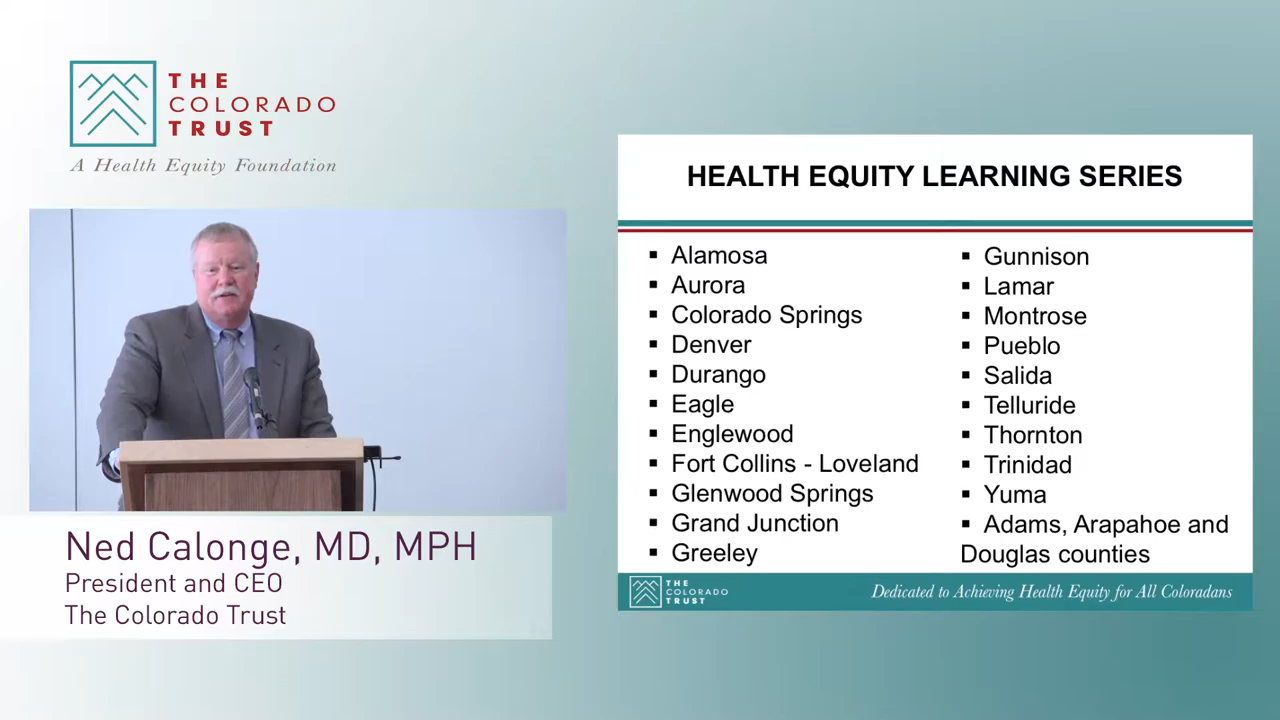 THE
COLORADO
TRUST
A Health Equity Foundation
Ned Calonge, MD, MPH
President and CEO
The Colorado Trust
HEALTH EQUITY LEARNING SERIES
▪ Alamosa
▪ Aurora
▪ Colorado Springs
▪ Denver
▪ Durango
▪ Eagle
▪ Englewood
▪ Fort Collins - Loveland
▪ Glenwood Springs
▪ Grand Junction
▪ Greeley
▪ Gunnison
▪ Lamar
▪ Montrose
▪ Pueblo
▪ Salida
▪ Telluride
▪ Thornton
▪ Trinidad
▪ Yuma
▪ Adams, Arapahoe and
Douglas counties
THE
COLORADO
TRUST
Dedicated to Achieving Health Equity for All Coloradans